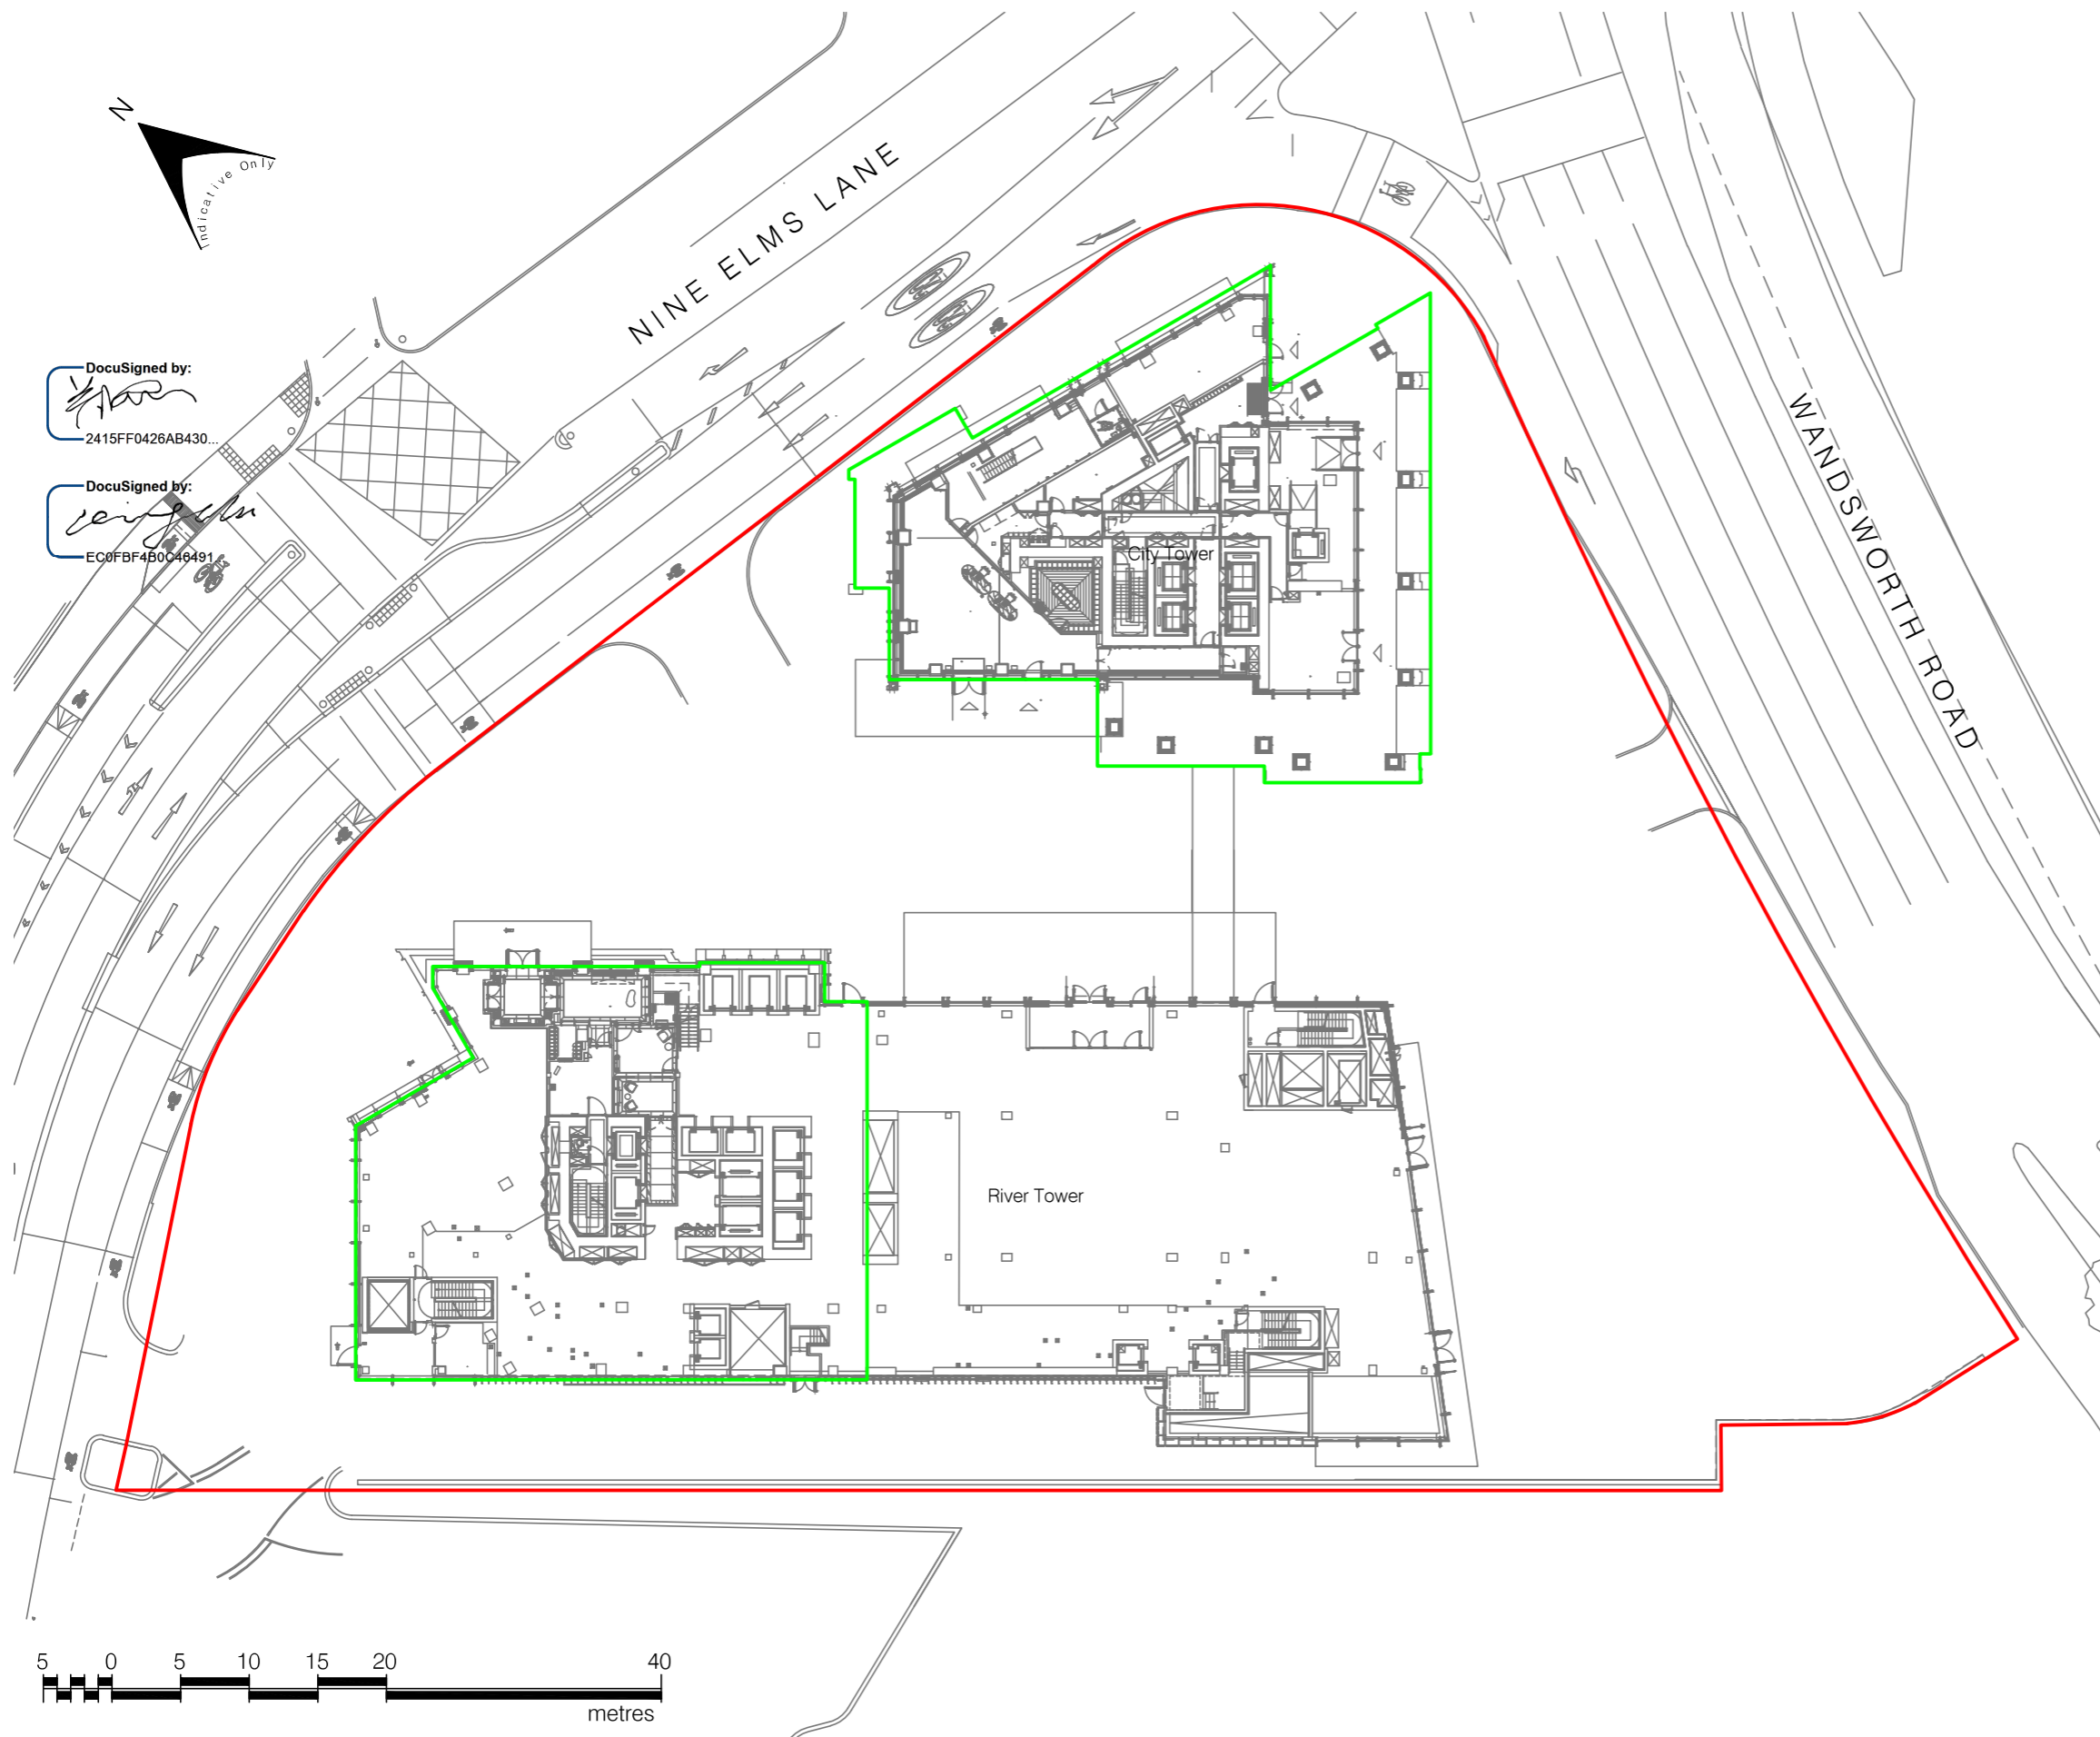 N
Indicative Only
NINE ELMS LANE
WANDSWORTH ROAD
DocuSigned by:
2415FF0426AB430...
DocuSigned by:
EC0FBF4B0C46491...
City Tower
River Tower
5 0 5 10 15 20 40
metres